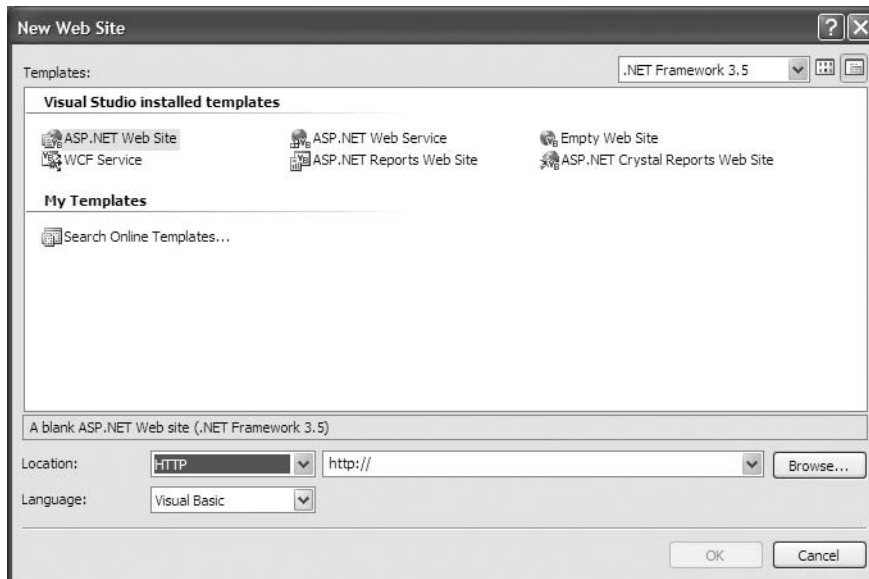 New Web Site
Templates:
.NET Framework 3.5
Visual Studio installed templates
ASP.NET Web Site
ASP.NET Web Service
Empty Web Site
WCF Service
ASP.NET Reports Web Site
ASP.NET Crystal Reports Web Site
My Templates
Search Online Templates...
A blank ASP.NET Web site (.NET Framework 3.5)
Location:
HTTP
http://
Browse...
Language:
Visual Basic
OK
Cancel